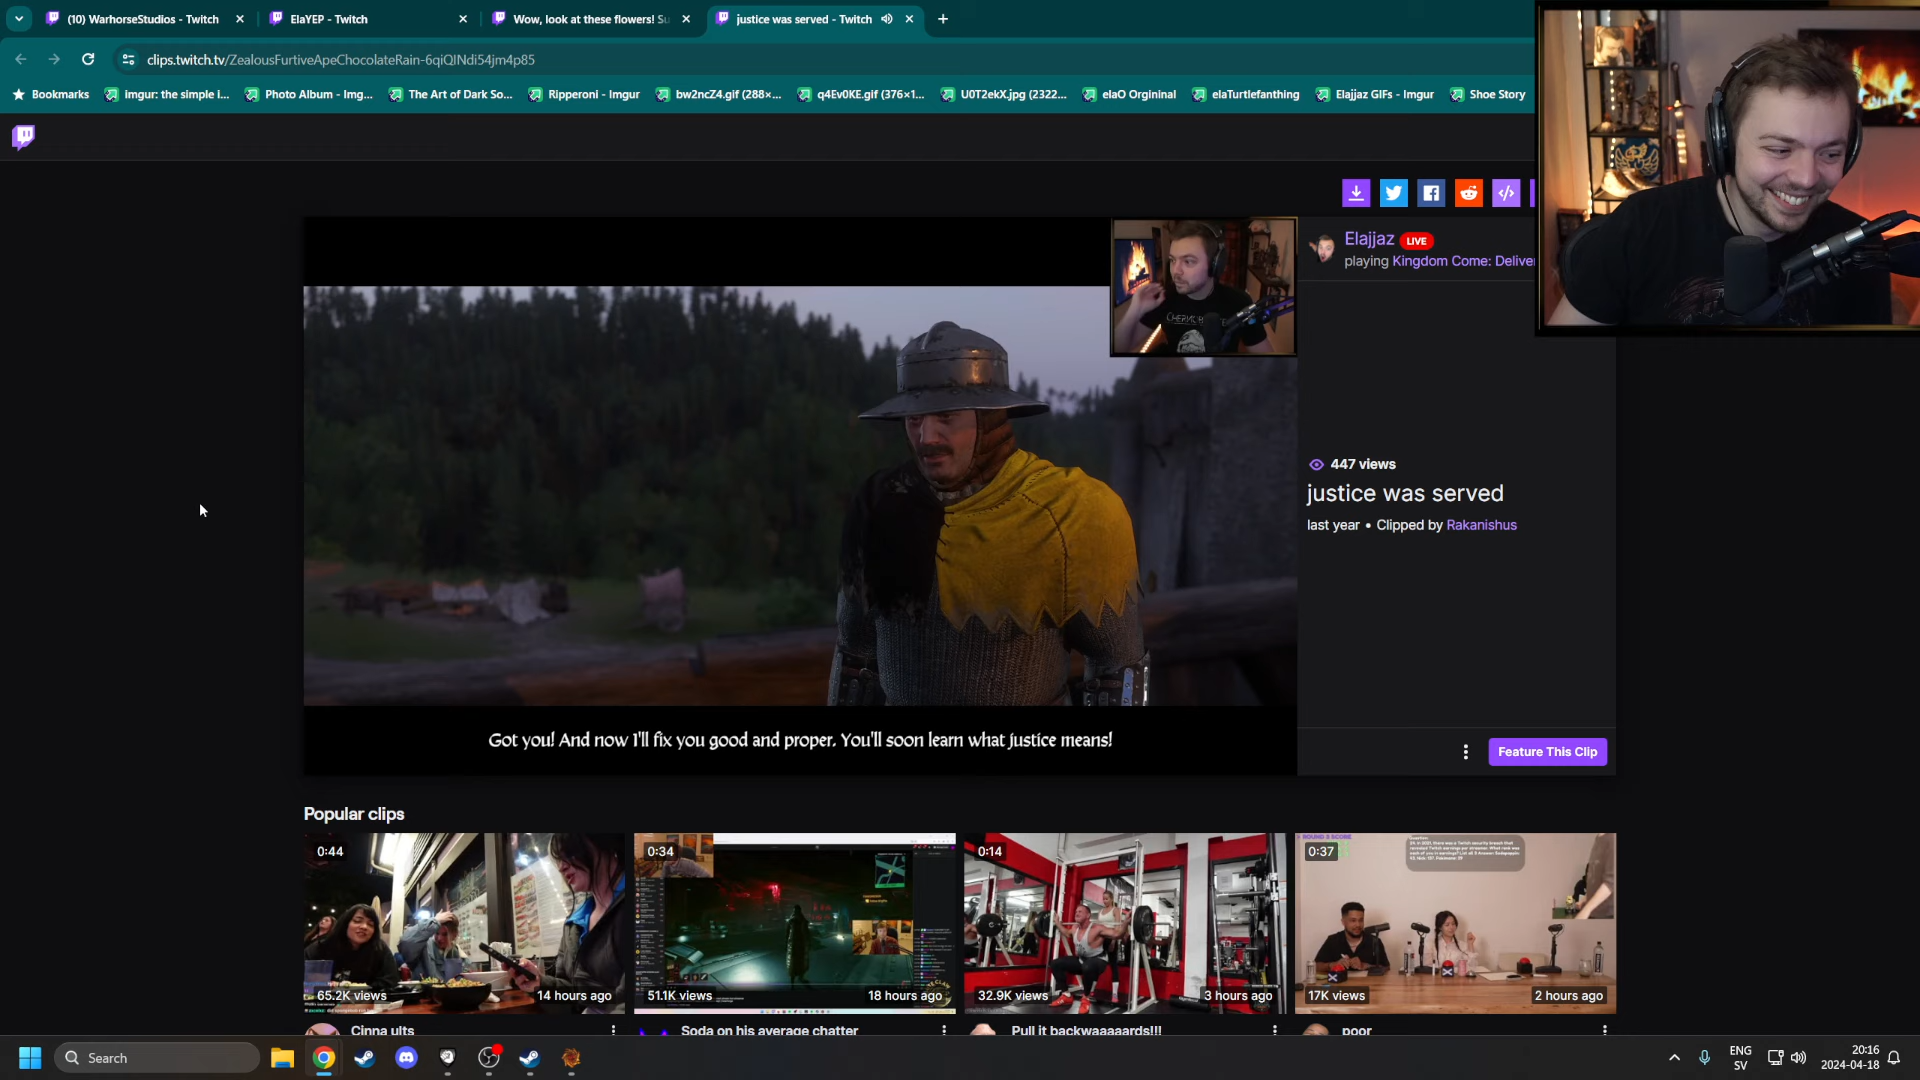 (10) WarhorseStudios - Twitch
ElaYEP - Twitch
Wow, look at these flowers! Su
justice was served - Twitch
clips.twitch.tv/ZealousFurtiveApeChocolateRain-6qiQlNdi54jm4p85
Bookmarks
imgur: the simple i...
Photo Album - Img...
The Art of Dark So...
Ripperoni - Imgur
bw2ncZ4.gif (288×...
q4Ev0KE.gif (376×1...
U0T2ekX.jpg (2322...
elaO Orgininal
elaTurtlefanthing
Elajjaz GIFs - Imgur
Shoe Story
Elajjaz LIVE
playing Kingdom Come: Deliver
447 views
justice was served
last year • Clipped by Rakanishus
Got you! And now I'll fix you good and proper. You'll soon learn what justice means!
Feature This Clip
Popular clips
0:44
65.2K views
14 hours ago
0:34
51.1K views
18 hours ago
0:14
32.9K views
3 hours ago
0:37
17K views
2 hours ago
Cinna ults
Soda on his average chatter
Pull it backwaaaaards!!!
poor
Search
ENG
SV
20:16
2024-04-18